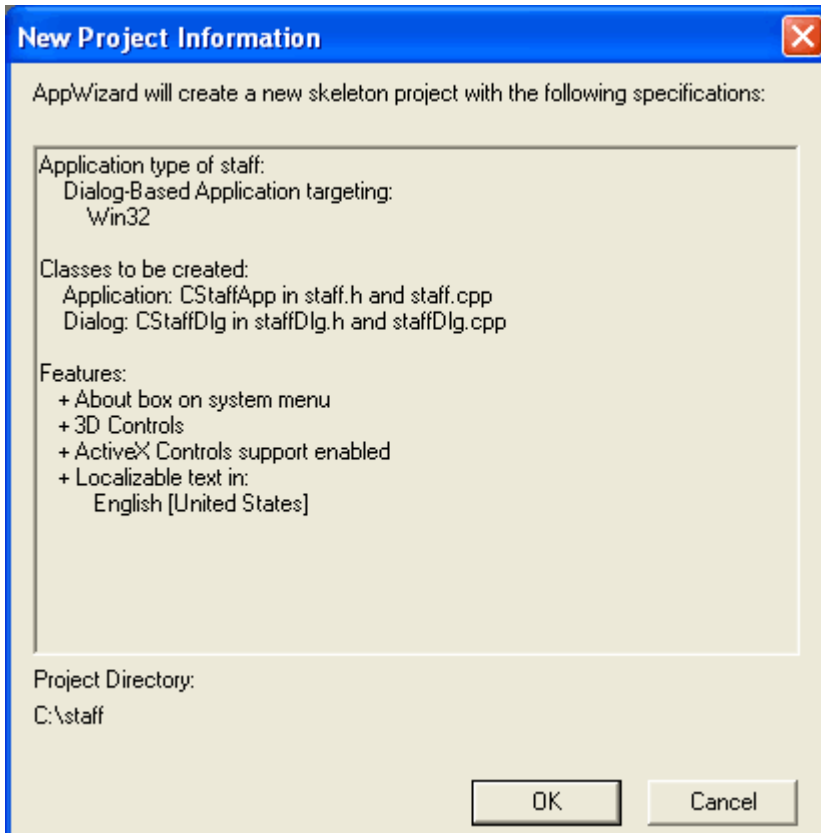 New Project Information
AppWizard will create a new skeleton project with the following specifications:
Application type of staff:
Dialog-Based Application targeting:
Win32
Classes to be created:
Application: CStaffApp in staff.h and staff.cpp
Dialog: CStaffDlg in staffDlg.h and staffDlg.cpp
Features:
+ About box on system menu
+ 3D Controls
+ ActiveX Controls support enabled
+ Localizable text in:
English [United States]
Project Directory:
C:\staff
OK Cancel